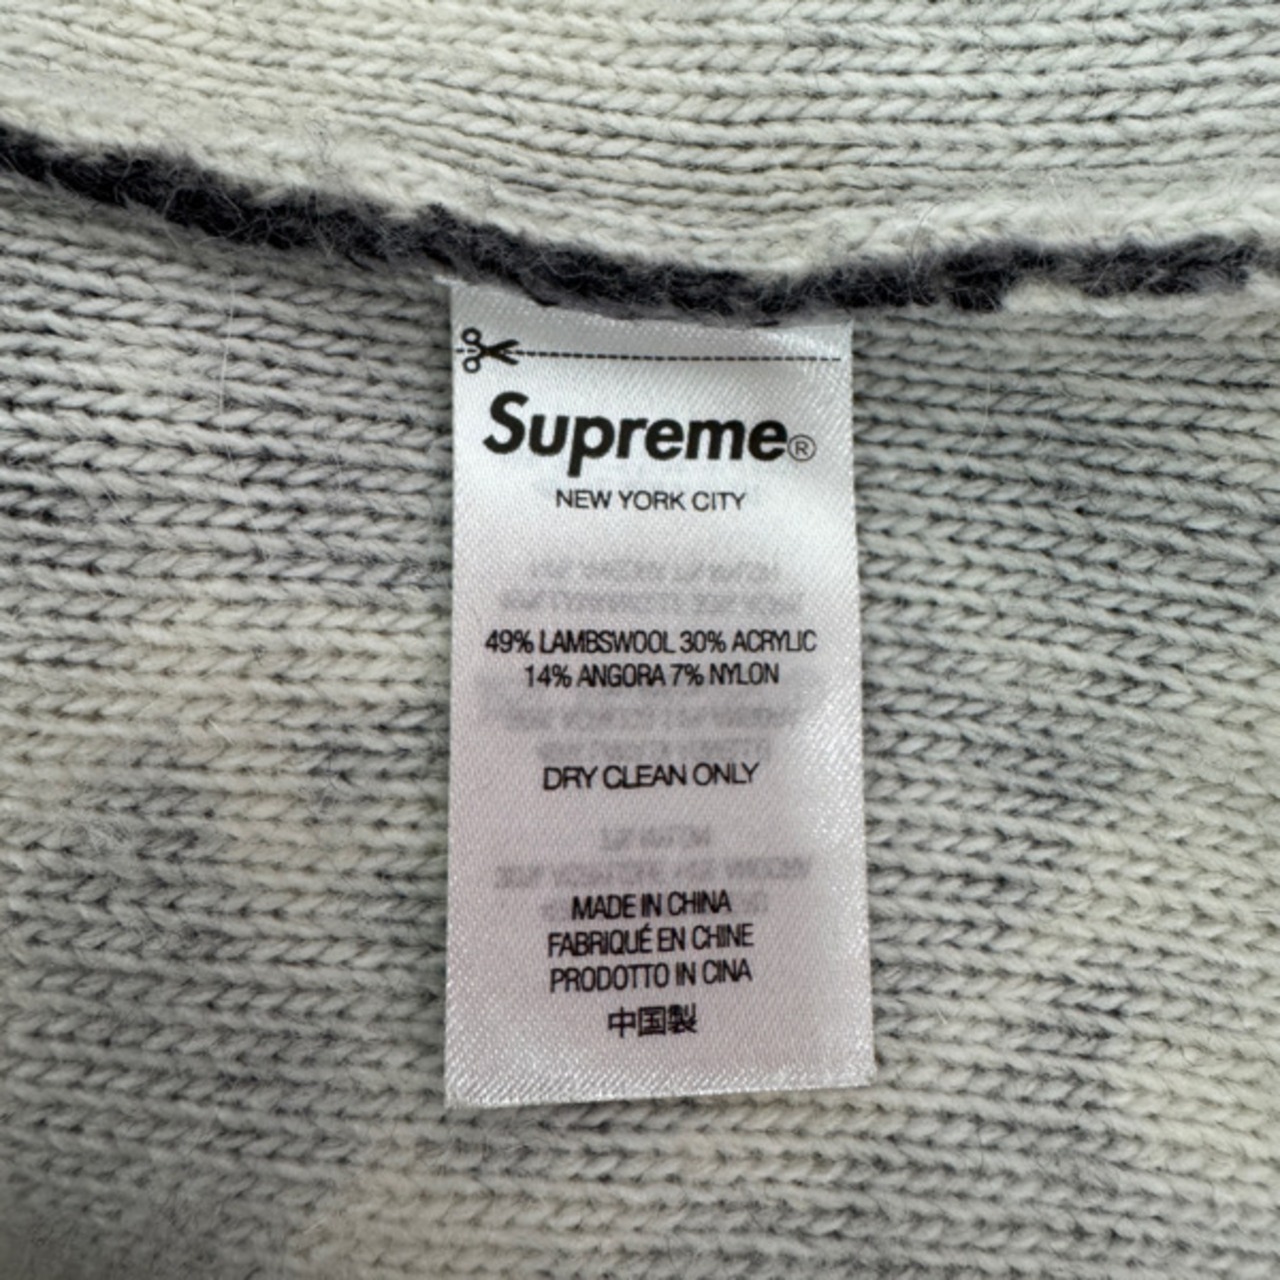 Supreme®
NEW YORK CITY
49% LAMBSWOOL 30% ACRYLIC
14% ANGORA 7% NYLON
DRY CLEAN ONLY
MADE IN CHINA
FABRIQUÉ EN CHINE
PRODOTTO IN CINA
中国製